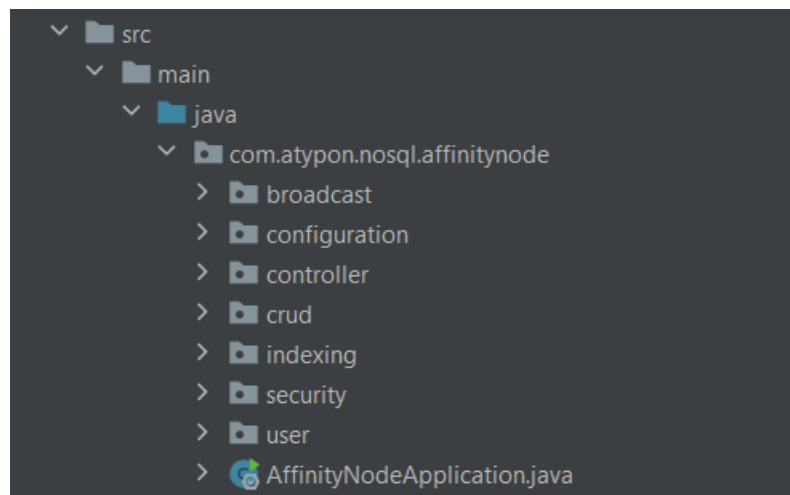 src
main
java
com.atypon.nosql.affinitynode
broadcast
configuration
controller
crud
indexing
security
user
AffinityNodeApplication.java